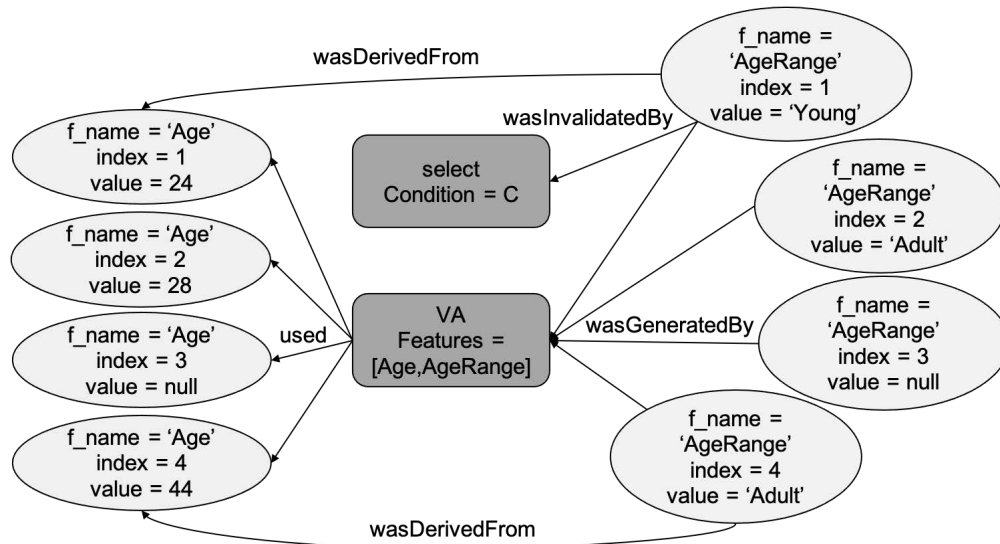 wasDerivedFrom
f_name =
‘AgeRange’
index = 1
value = ‘Young’
f_name = ‘Age’
index = 1
value = 24
wasInvalidatedBy
select
Condition = C
f_name =
‘AgeRange’
index = 2
value = ‘Adult’
f_name = ‘Age’
index = 2
value = 28
VA
Features =
[Age,AgeRange]
used
wasGeneratedBy
f_name =
‘AgeRange’
index = 3
value = null
f_name = ‘Age’
index = 3
value = null
f_name = ‘Age’
index = 4
value = 44
f_name =
‘AgeRange’
index = 4
value = ‘Adult’
wasDerivedFrom